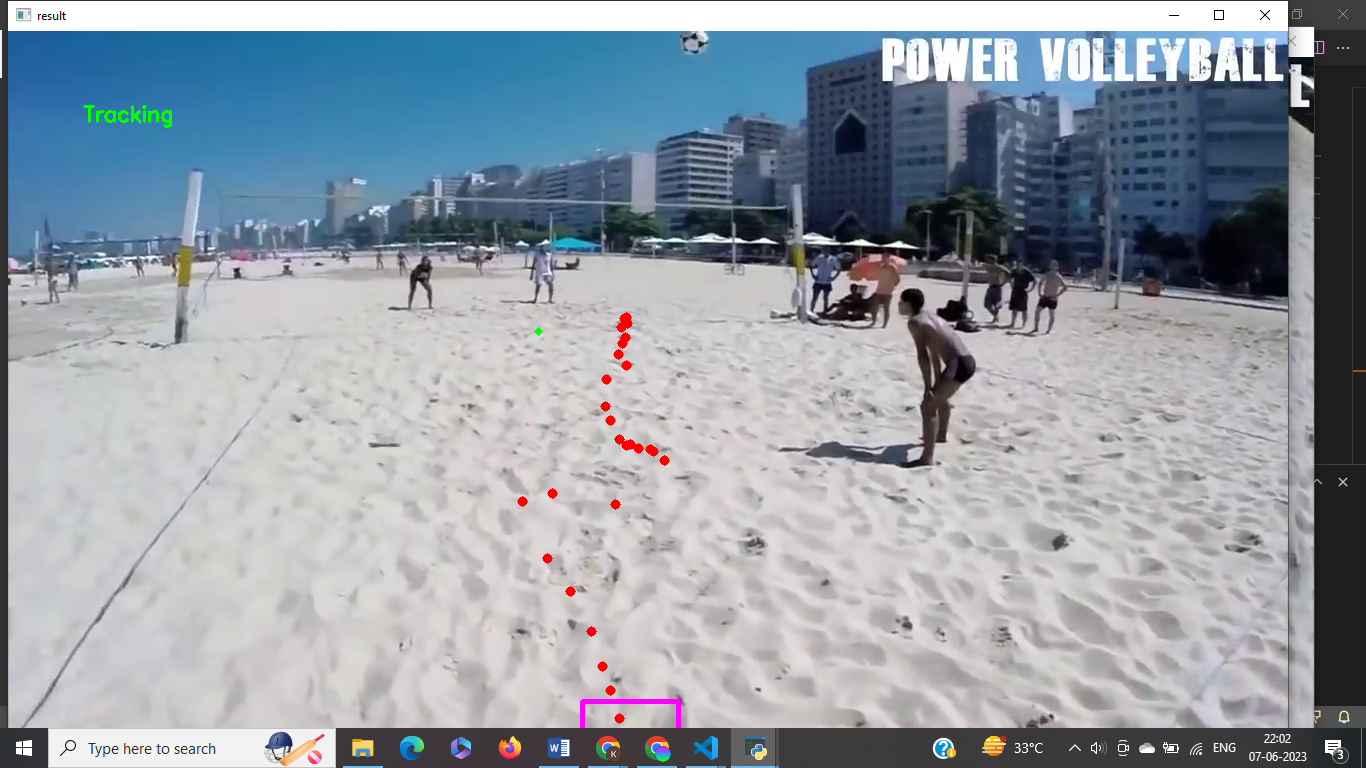 result
POWER VOLLEYBALL
L
Tracking
Type here to search
W
K
33°C
ENG
22:02
07-06-2023
3